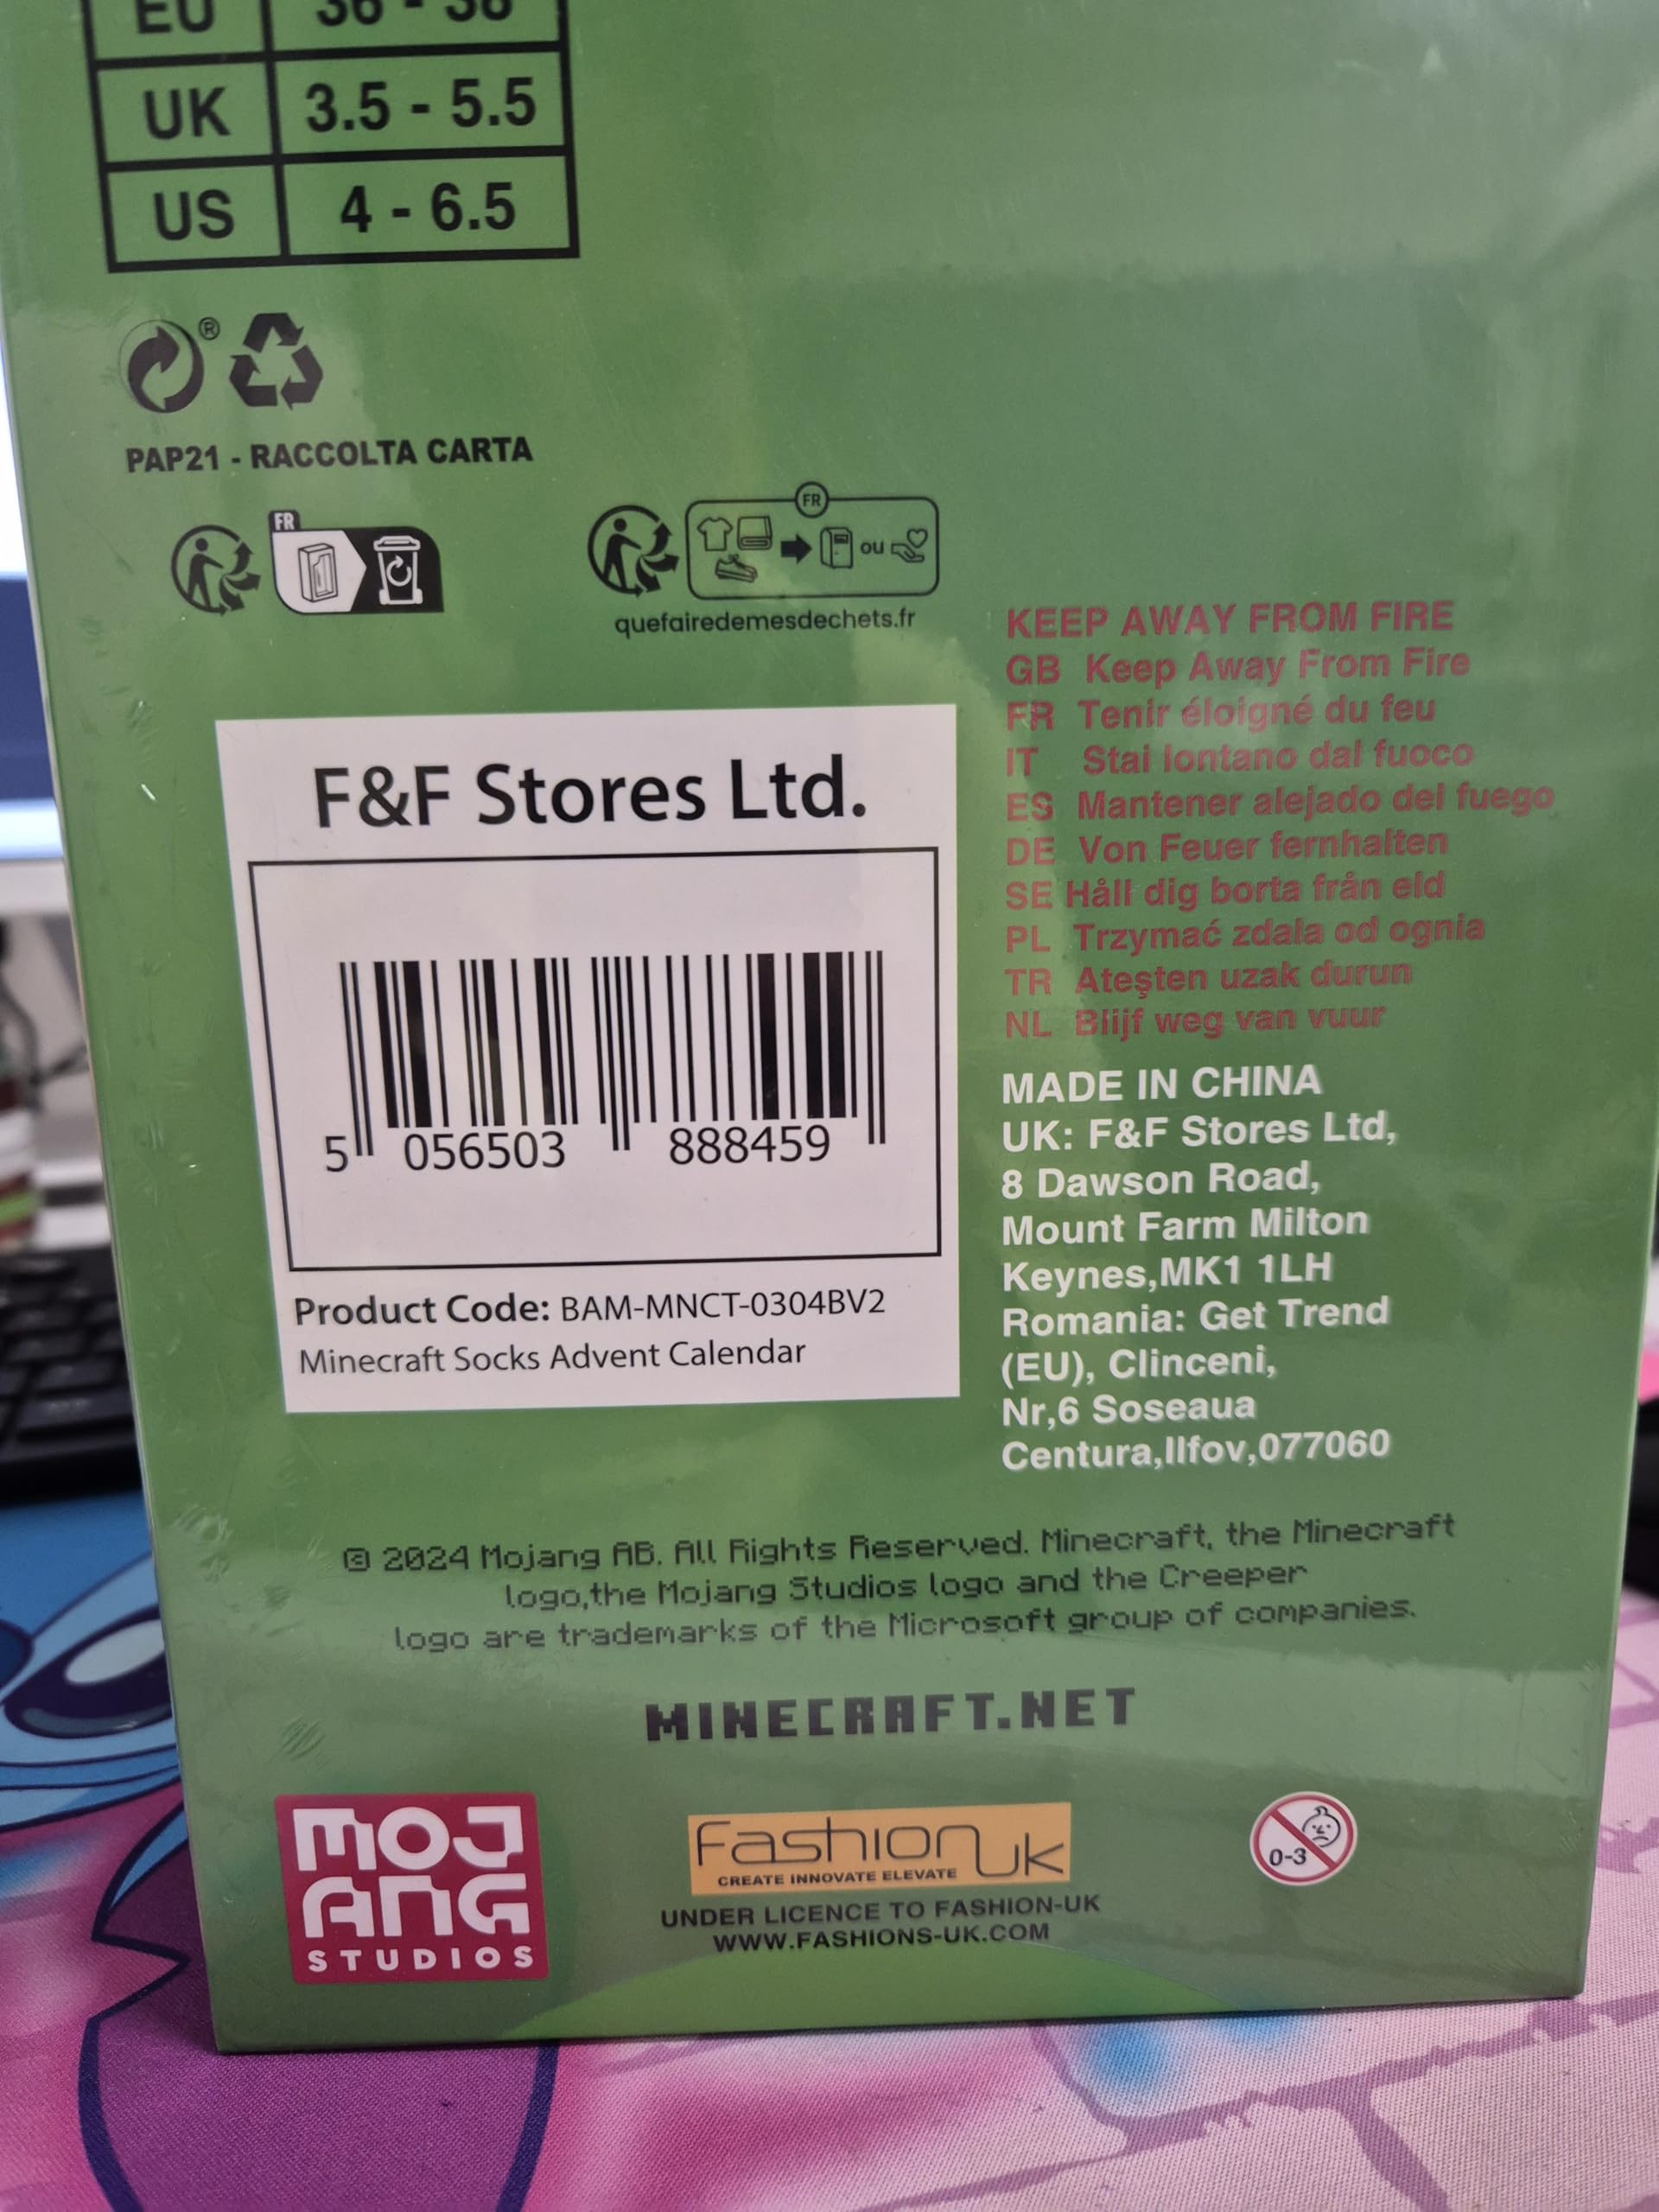 EU 36 - 38
UK 3.5 - 5.5
US 4 - 6.5
®
PAP21 - RACCOLTA CARTA
FR
FR
ou
quefairedemesdechets.fr
KEEP AWAY FROM FIRE
GB Keep Away From Fire
FR Tenir éloigné du feu
IT Stai lontano dal fuoco
ES Mantener alejado del fuego
DE Von Feuer fernhalten
SE Håll dig borta från eld
PL Trzymać zdala od ognia
TR Ateşten uzak durun
NL Blijf weg van vuur
F&F Stores Ltd.
5 056503 888459
Product Code: BAM-MNCT-0304BV2
Minecraft Socks Advent Calendar
MADE IN CHINA
UK: F&F Stores Ltd,
8 Dawson Road,
Mount Farm Milton
Keynes,MK1 1LH
Romania: Get Trend
(EU), Clinceni,
Nr,6 Soseaua
Centura,Ilfov,077060
© 2024 Mojang AB. All Rights Reserved. Minecraft, the Minecraft
logo,the Mojang Studios logo and the Creeper
logo are trademarks of the Microsoft group of companies.
MINECRAFT.NET
MOJ
ANG
STUDIOS
Fashion uk
CREATE INNOVATE ELEVATE
UNDER LICENCE TO FASHION-UK
WWW.FASHIONS-UK.COM
0-3